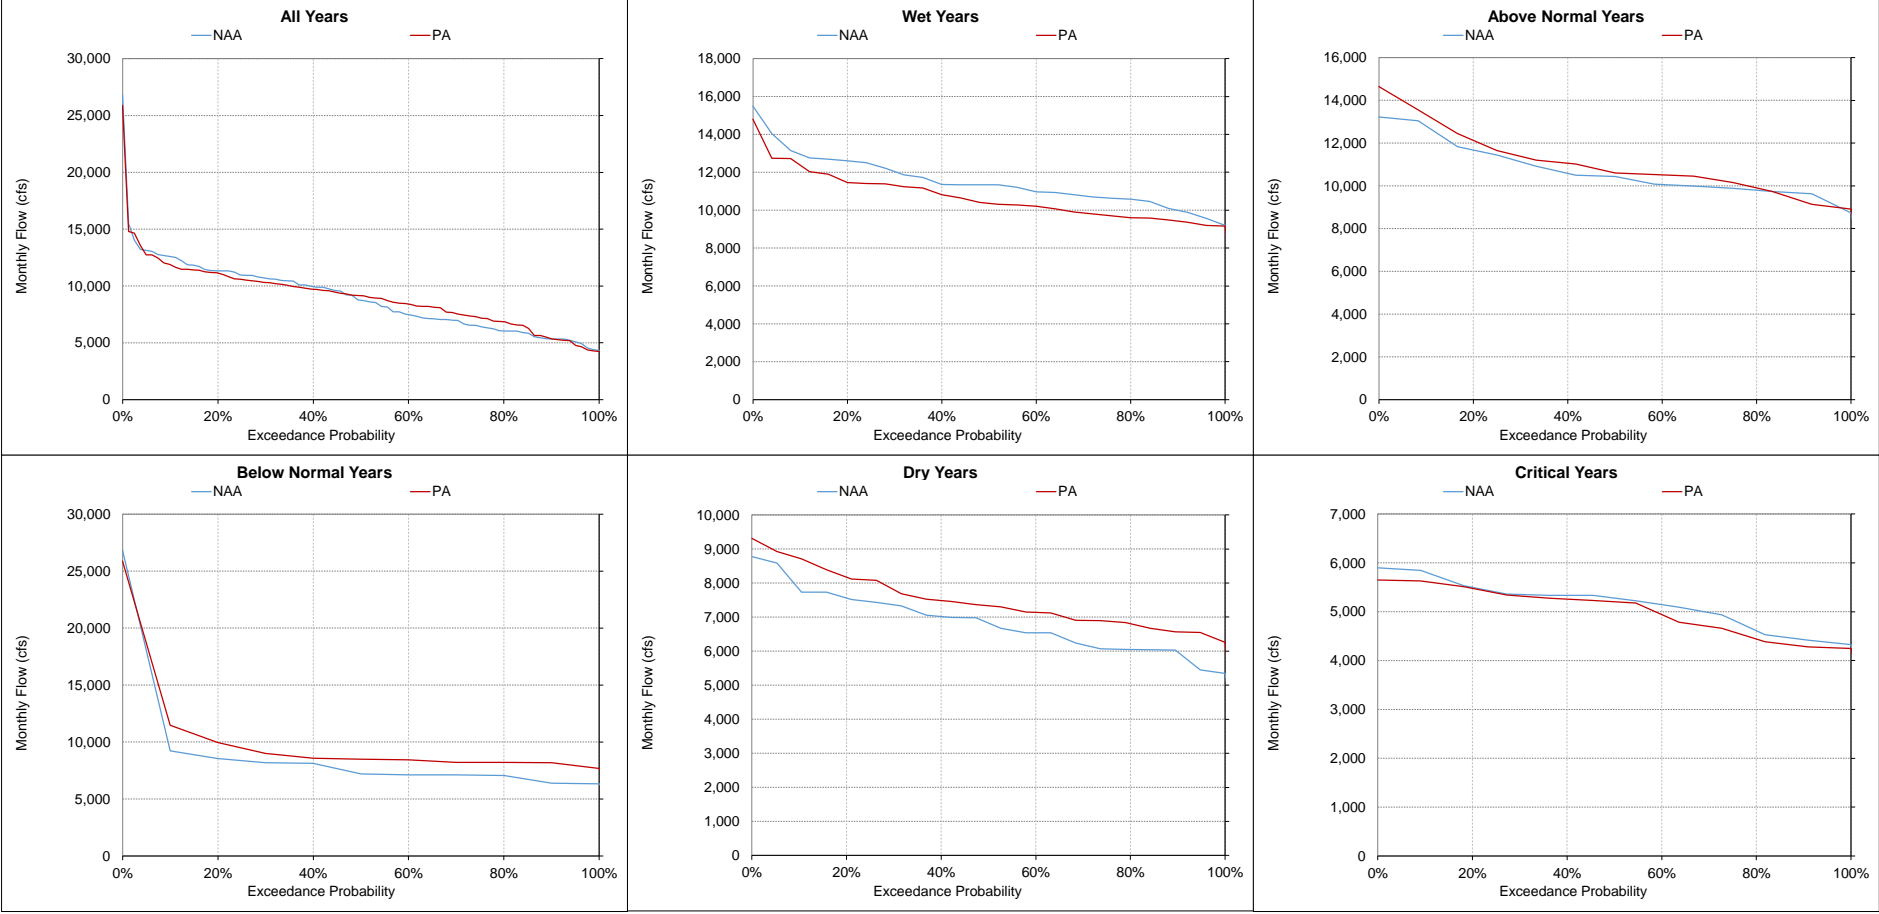 All Years
NAA PA
30,000
25,000
20,000
15,000
10,000
5,000
0
Monthly Flow (cfs)
0% 20% 40% 60% 80% 100%
Exceedance Probability
Wet Years
NAA PA
18,000
16,000
14,000
12,000
10,000
8,000
6,000
4,000
2,000
0
Monthly Flow (cfs)
0% 20% 40% 60% 80% 100%
Exceedance Probability
Above Normal Years
NAA PA
16,000
14,000
12,000
10,000
8,000
6,000
4,000
2,000
0
Monthly Flow (cfs)
0% 20% 40% 60% 80% 100%
Exceedance Probability
Below Normal Years
NAA PA
30,000
25,000
20,000
15,000
10,000
5,000
0
Monthly Flow (cfs)
0% 20% 40% 60% 80% 100%
Exceedance Probability
Dry Years
NAA PA
10,000
9,000
8,000
7,000
6,000
5,000
4,000
3,000
2,000
1,000
0
Monthly Flow (cfs)
0% 20% 40% 60% 80% 100%
Exceedance Probability
Critical Years
NAA PA
7,000
6,000
5,000
4,000
3,000
2,000
1,000
0
Monthly Flow (cfs)
0% 20% 40% 60% 80% 100%
Exceedance Probability